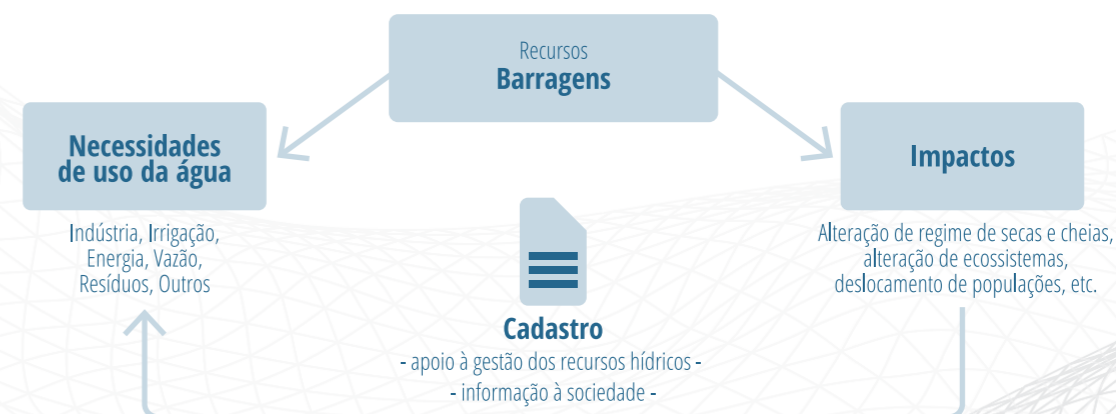 Recursos
Barragens
Necessidades
de uso da água
Indústria, Irrigação,
Energia, Vazão,
Resíduos, Outros
Impactos
Alteração de regime de secas e cheias,
alteração de ecossistemas,
deslocamento de populações, etc.
Cadastro
- apoio à gestão dos recursos hídricos -
- informação à sociedade -